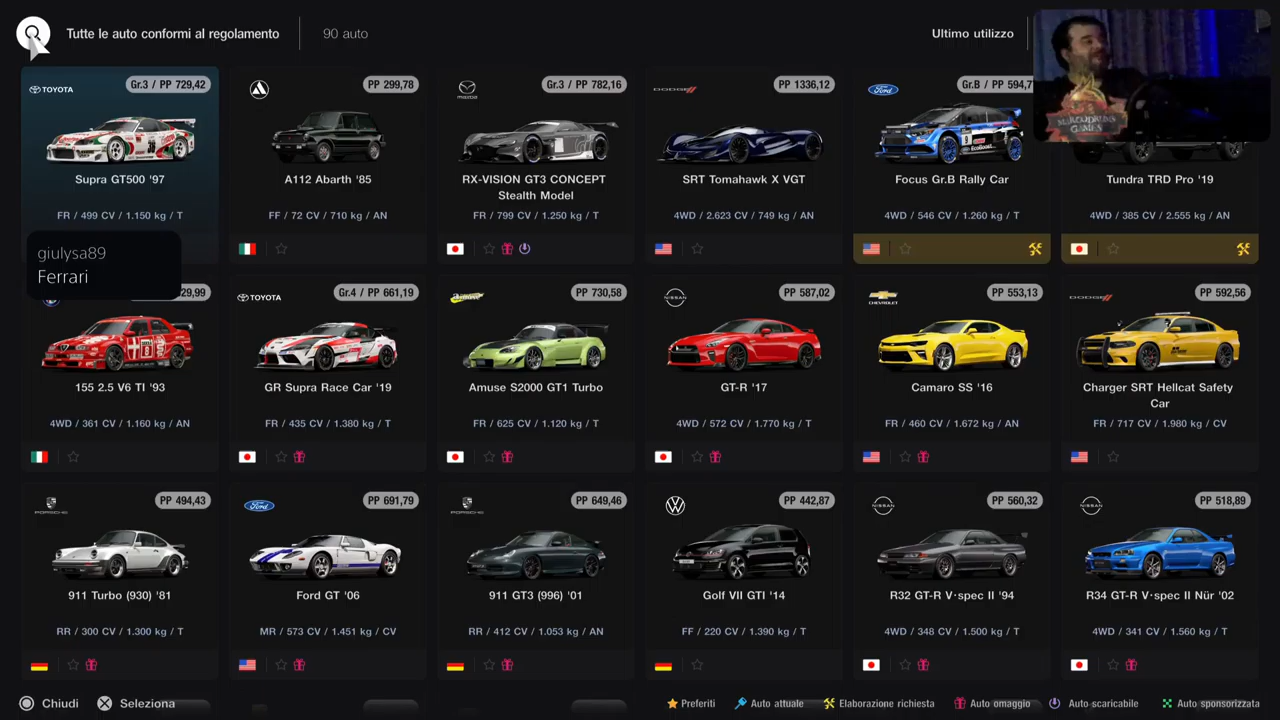 Tutte le auto conformi al regolamento
90 auto
Ultimo utilizzo
MARCODRUMS
GAMES
TOYOTA
Gr.3 / PP 729,42
Supra GT500 '97
FR / 499 CV / 1.150 kg / T
PP 299,78
A112 Abarth '85
FF / 72 CV / 710 kg / AN
mazda
Gr.3 / PP 782,16
RX-VISION GT3 CONCEPT
Stealth Model
FR / 799 CV / 1.250 kg / T
DODGE
PP 1336,12
SRT Tomahawk X VGT
4WD / 2.623 CV / 749 kg / AN
Ford
Gr.B / PP 594,7
Focus Gr.B Rally Car
4WD / 546 CV / 1.260 kg / T
Tundra TRD Pro '19
4WD / 385 CV / 2.555 kg / AN
giulysa89
Ferrari
29,99
155 2.5 V6 TI '93
4WD / 361 CV / 1.160 kg / AN
TOYOTA
Gr.4 / PP 661,19
GR Supra Race Car '19
FR / 435 CV / 1.380 kg / T
PP 730,58
Amuse S2000 GT1 Turbo
FR / 625 CV / 1.120 kg / T
NISSAN
PP 587,02
GT-R '17
4WD / 572 CV / 1.770 kg / T
CHEVROLET
PP 553,13
Camaro SS '16
FR / 460 CV / 1.672 kg / AN
DODGE
PP 592,56
Charger SRT Hellcat Safety
Car
FR / 717 CV / 1.980 kg / CV
PORSCHE
PP 494,43
911 Turbo (930) '81
RR / 300 CV / 1.300 kg / T
Ford
PP 691,79
Ford GT '06
MR / 573 CV / 1.451 kg / CV
PORSCHE
PP 649,46
911 GT3 (996) '01
RR / 412 CV / 1.053 kg / AN
PP 442,87
Golf VII GTI '14
FF / 220 CV / 1.390 kg / T
NISSAN
PP 560,32
R32 GT-R V・spec II '94
4WD / 348 CV / 1.500 kg / T
NISSAN
PP 518,89
R34 GT-R V・spec II Nür '02
4WD / 341 CV / 1.560 kg / T
Chiudi
Seleziona
Preferiti
Auto attuale
Elaborazione richiesta
Auto omaggio
Auto scaricabile
Auto sponsorizzata